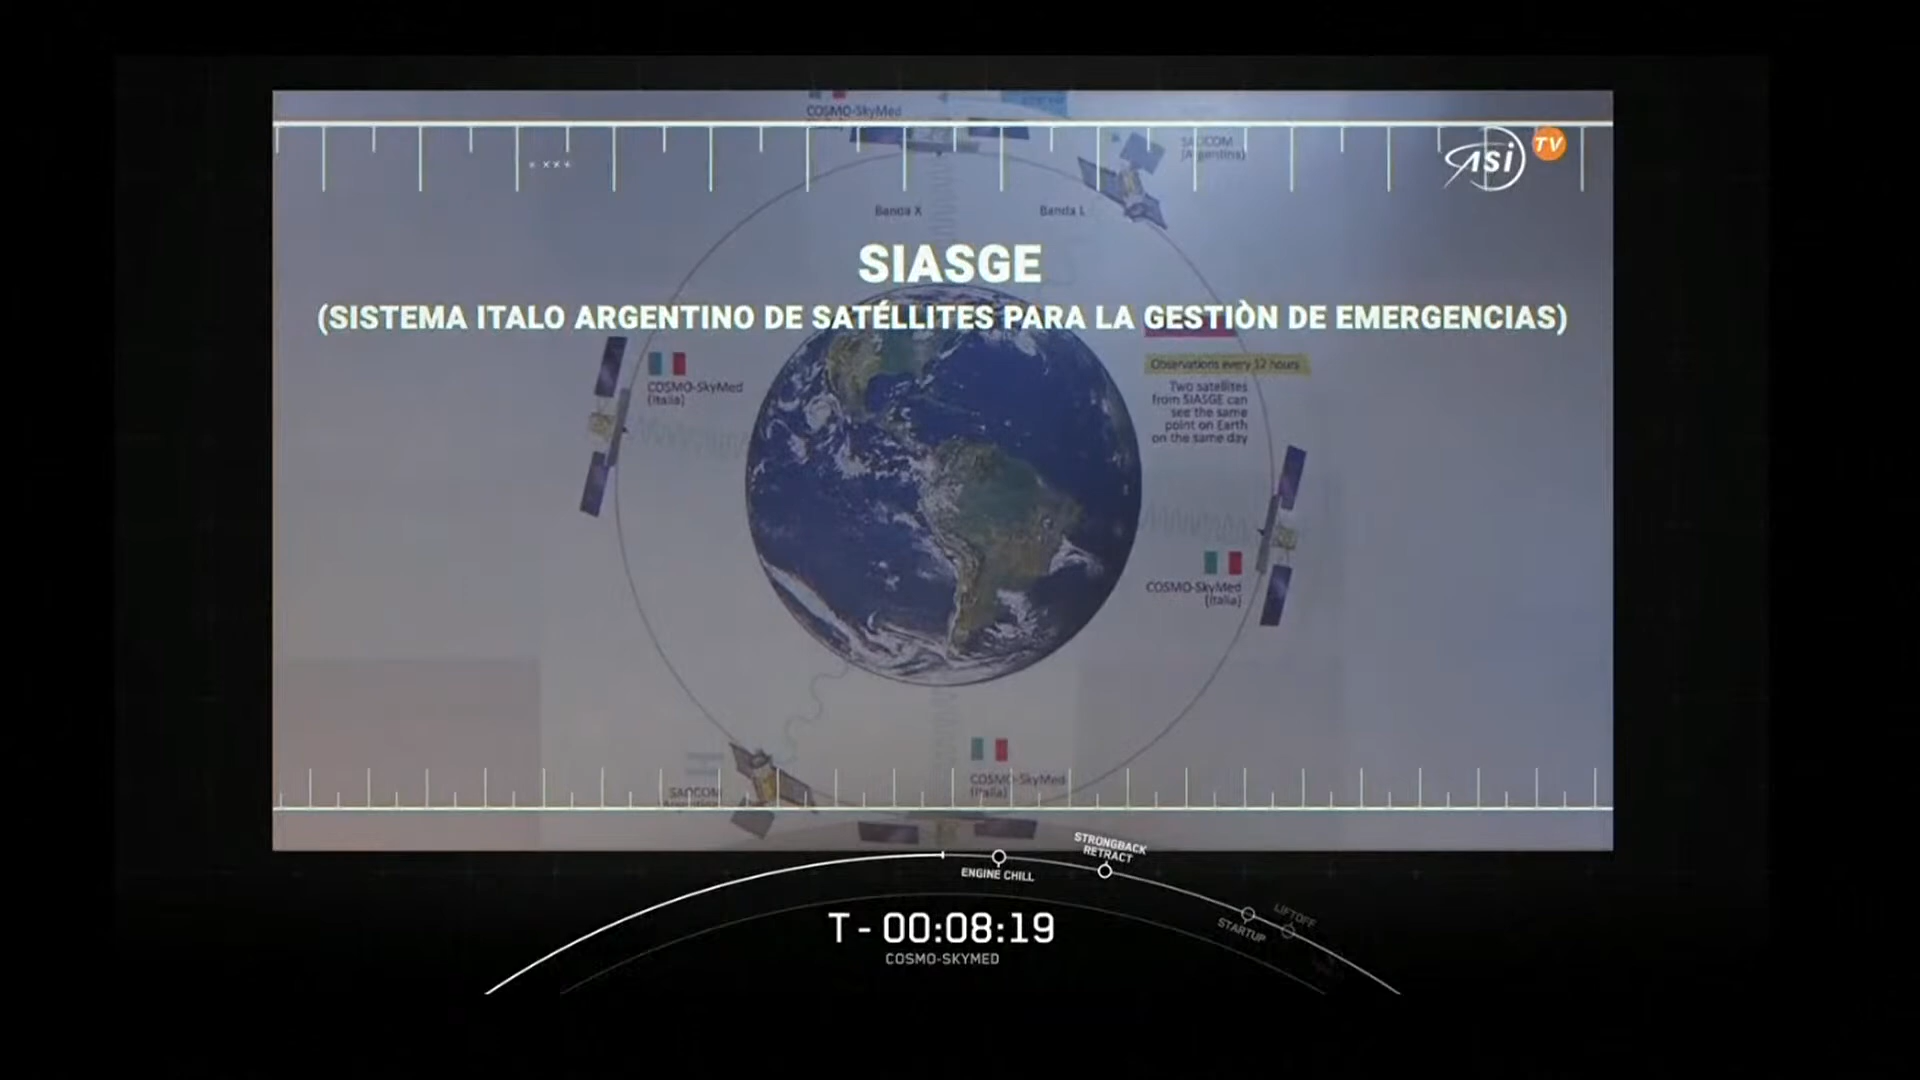 COSMO-SkyMed
SAOCOM
(Argentina)
asi TV
Banda X
Banda L
SIASGE
(SISTEMA ITALO ARGENTINO DE SATÉLLITES PARA LA GESTIÒN DE EMERGENCIAS)
COSMO-SkyMed
(Italia)
Observations every 12 hours
Two satellites
from SIASGE can
see the same
point on Earth
on the same day
COSMO-SkyMed
(Italia)
COSMO-SkyMed
(Italia)
SAOCOM
STRONGBACK
RETRACT
ENGINE CHILL
LIFTOFF
STARTUP
T- 00:08:19
COSMO-SKYMED